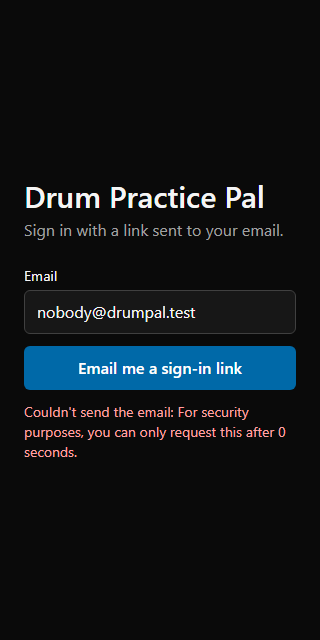 Drum Practice Pal
Sign in with a link sent to your email.
Email
nobody@drumpal.test
Email me a sign-in link
Couldn't send the email: For security
purposes, you can only request this after 0
seconds.